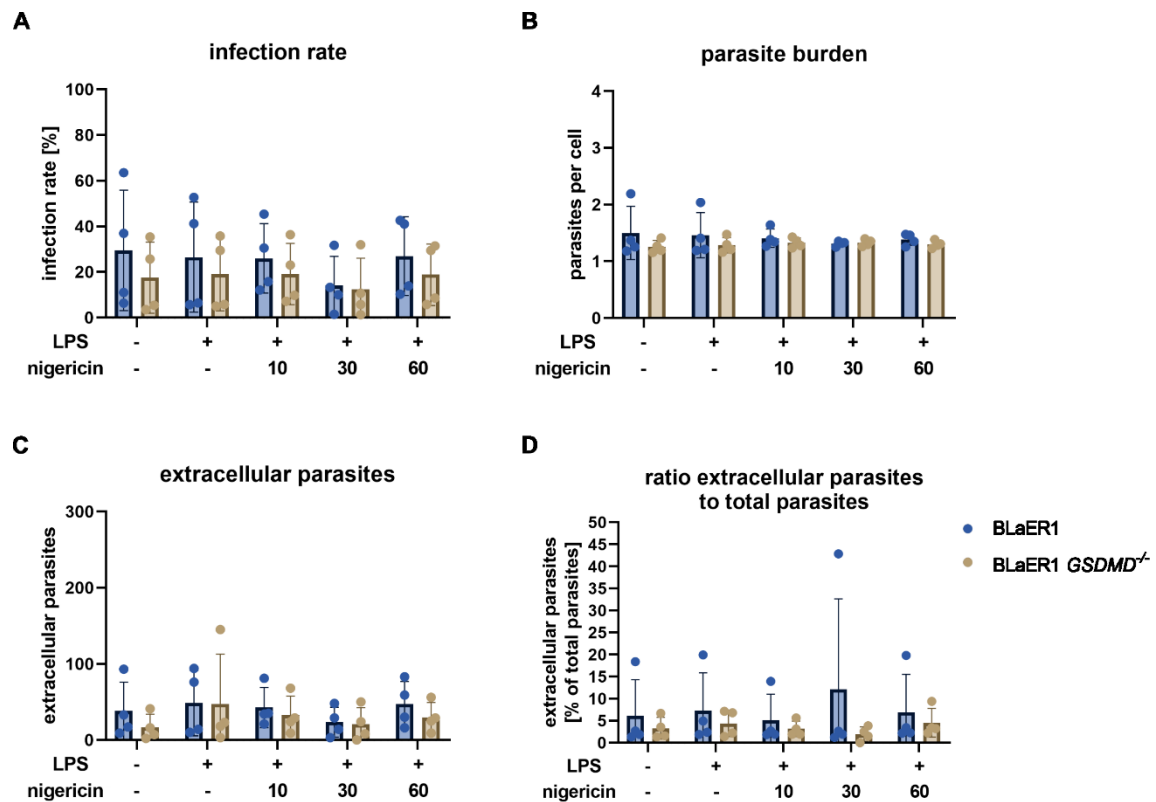 A
infection rate
infection rate [%]
100
80
60
40
20
0
LPS - + + + +
nigericin - - 10 30 60
B
parasite burden
parasites per cell
4
3
2
1
0
LPS - + + + +
nigericin - - 10 30 60
C
extracellular parasites
extracellular parasites
300
200
100
0
LPS - + + + +
nigericin - - 10 30 60
D
ratio extracellular parasites
to total parasites
extracellular parasites
[% of total parasites]
50
45
40
35
30
25
20
15
10
5
0
LPS - + + + +
nigericin - - 10 30 60
BLaER1
BLaER1 GSDMD-/-